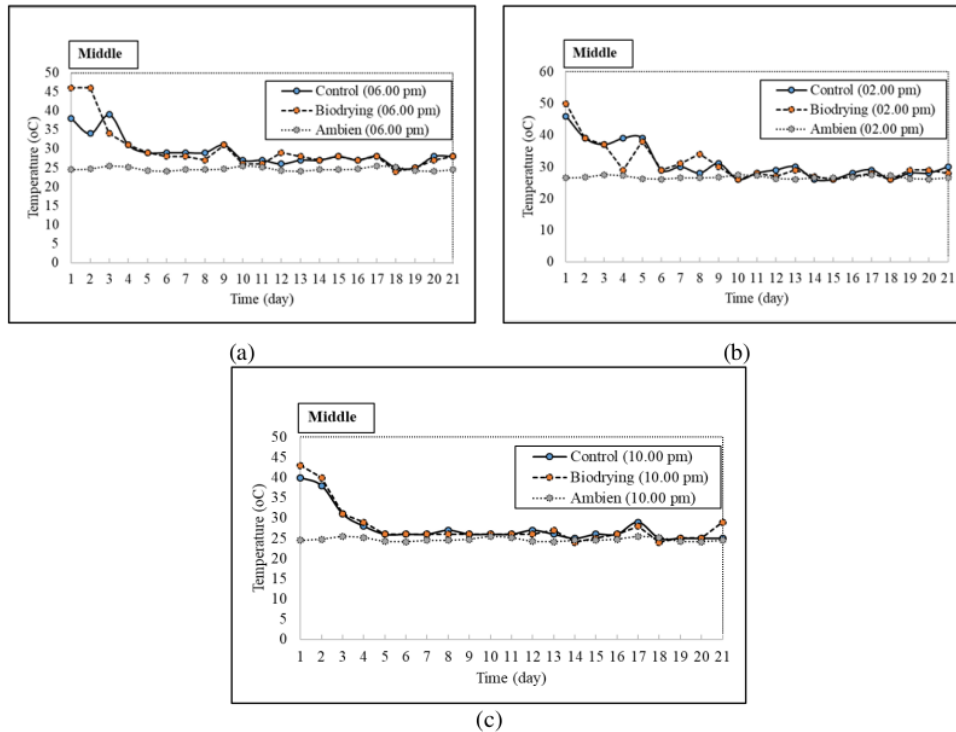 Middle
50
45
40
35
30
25
20
15
10
5
0
Temperature (oC)
Control (06.00 pm)
Biodrying (06.00 pm)
Ambien (06.00 pm)
1 2 3 4 5 6 7 8 9 10 11 12 13 14 15 16 17 18 19 20 21
Time (day)
(a)
Middle
60
50
40
30
20
10
0
Temperature (oC)
Control (02.00 pm)
Biodrying (02.00 pm)
Ambien (02.00 pm)
1 2 3 4 5 6 7 8 9 10 11 12 13 14 15 16 17 18 19 20 21
Time (day)
(b)
Middle
50
45
40
35
30
25
20
15
10
5
0
Temperature (oC)
Control (10.00 pm)
Biodrying (10.00 pm)
Ambien (10.00 pm)
1 2 3 4 5 6 7 8 9 10 11 12 13 14 15 16 17 18 19 20 21
Time (day)
(c)